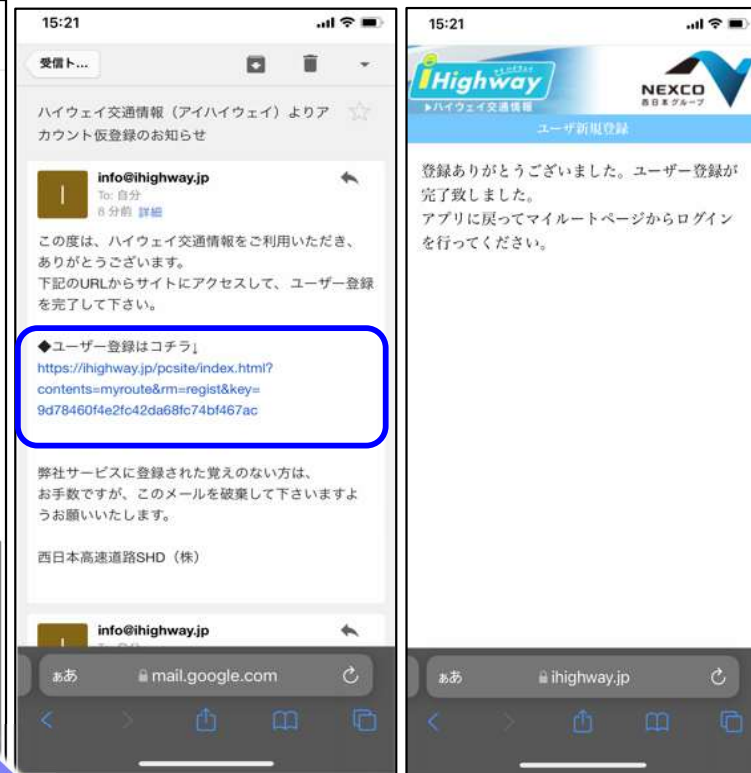 15:21
受信ト...
ハイウェイ交通情報（アイハイウェイ）よりア
カウント仮登録のお知らせ
I
info@ihighway.jp
To: 自分
8 分前 詳細
この度は、ハイウェイ交通情報をご利用いただき、
ありがとうございます。
下記のURLからサイトにアクセスして、ユーザー登録
を完了して下さい。
◆ユーザー登録はコチラ↓
https://ihighway.jp/pcsite/index.html?
contents=myroute&rm=regist&key=
9d78460f4e2fc42da68fc74bf467ac
弊社サービスに登録された覚えのない方は、
お手数ですが、このメールを破棄して下さいますよ
うお願いいたします。
西日本高速道路SHD（株）
info@ihighway.jp
ぁあ
mail.google.com
15:21
iHighway
▶ハイウェイ交通情報
NEXCO
西日本グループ
ユーザ新規登録
登録ありがとうございました。ユーザー登録が
完了致しました。
アプリに戻ってマイルートページからログイン
を行ってください。
ぁあ
ihighway.jp